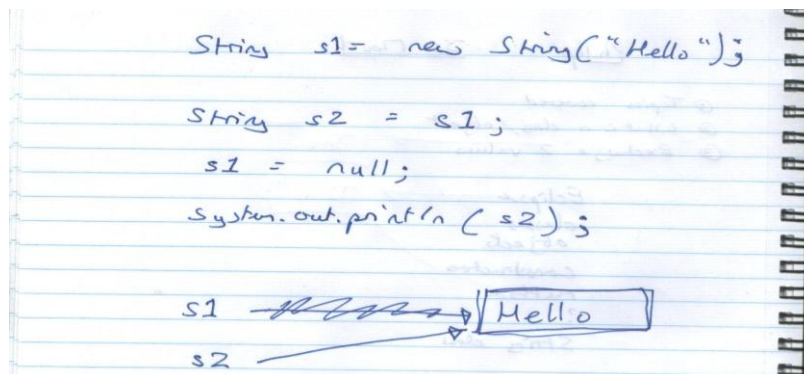 String s1 = new String("Hello");
String s2 = s1;
s1 = null;
System.out.println(s2);
s1 Hello
s2